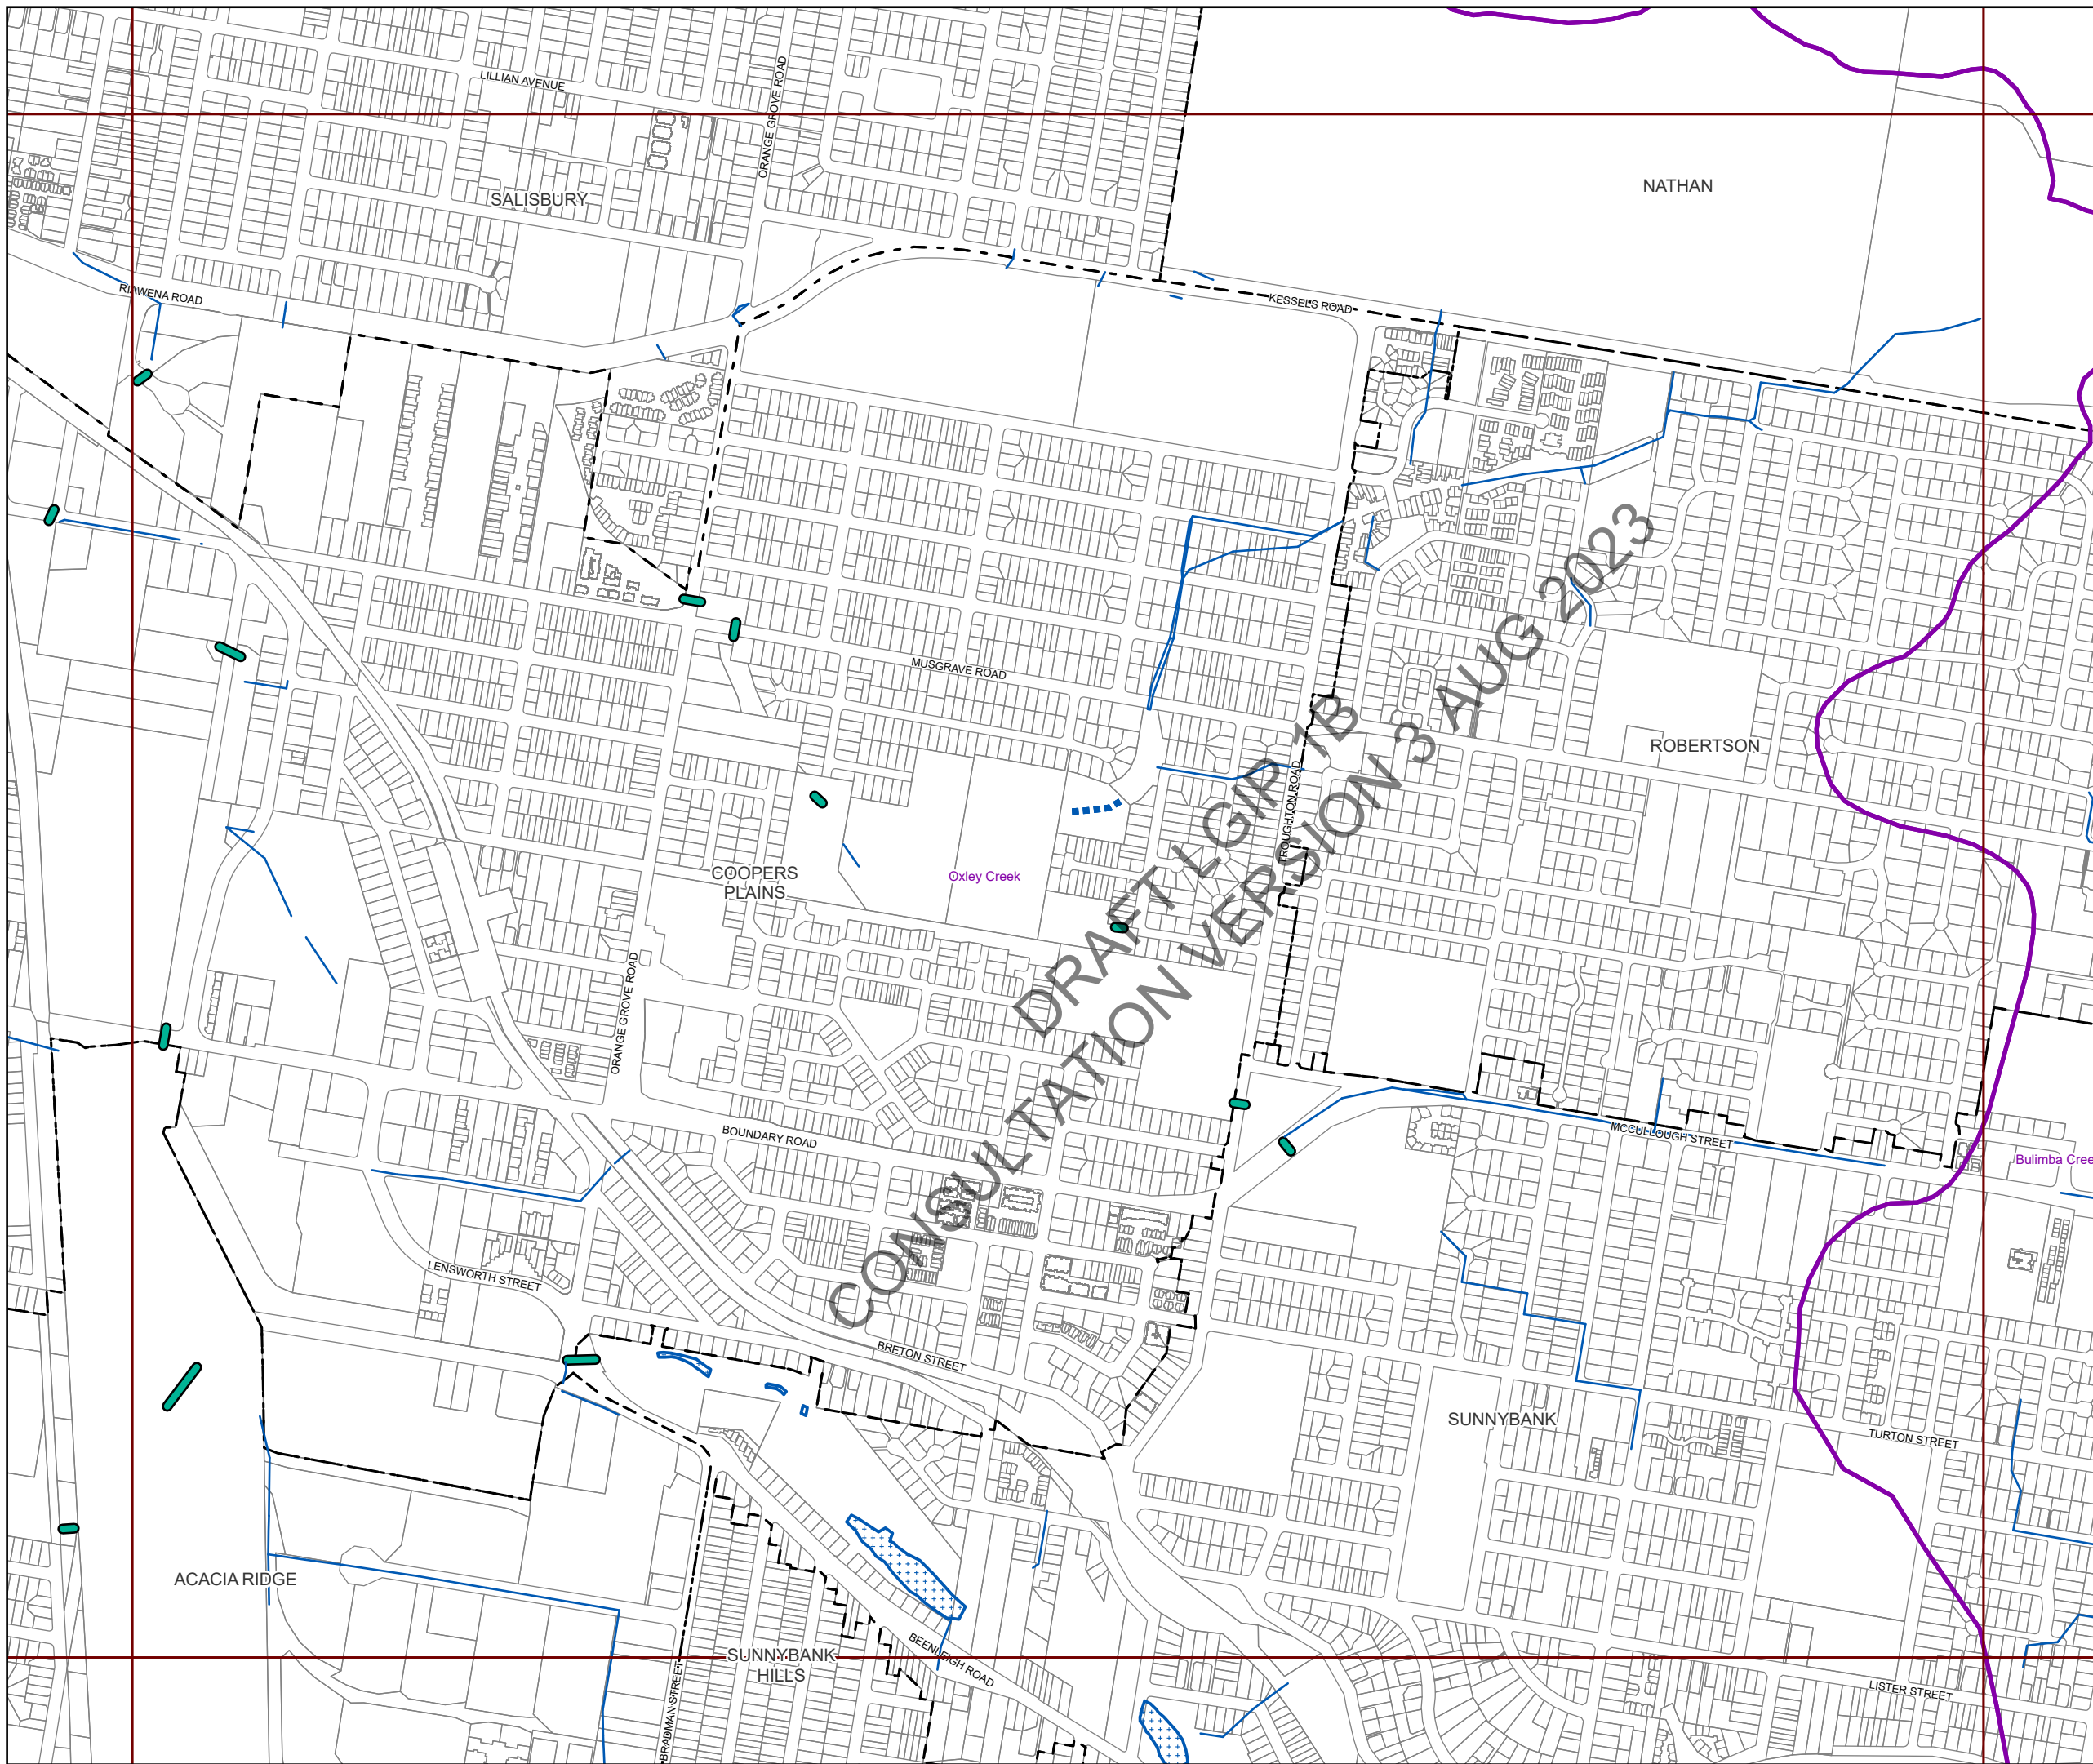 LILLIAN AVENUE
ORANGE GROVE ROAD
SALISBURY
NATHAN
RIAWENA ROAD
KESSELS ROAD
MUSGRAVE ROAD
ROBERTSON
TROUGHTON ROAD
COOPERS
PLAINS
Oxley Creek
DRAFT LGIP 1B
CONSULTATION VERSION 3 AUG 2023
ORANGE GROVE ROAD
BOUNDARY ROAD
MCCULLOUGH STREET
Bulimba Cree
LENSWORTH STREET
BRETON STREET
SUNNYBANK
TURTON STREET
ACACIA RIDGE
SUNNYBANK
HILLS
BEENLEIGH ROAD
BRADMAN STREET
LISTER STREET